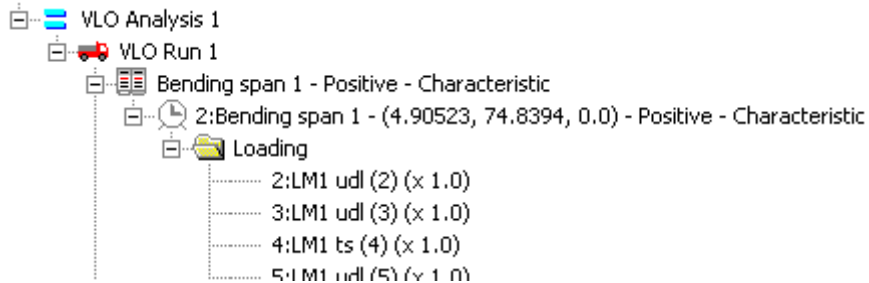 VLO Analysis 1
VLO Run 1
Bending span 1 - Positive - Characteristic
2:Bending span 1 - (4.90523, 74.8394, 0.0) - Positive - Characteristic
Loading
2:LM1 udl (2) (x 1.0)
3:LM1 udl (3) (x 1.0)
4:LM1 ts (4) (x 1.0)
5:LM1 udl (5) (x 1.0)